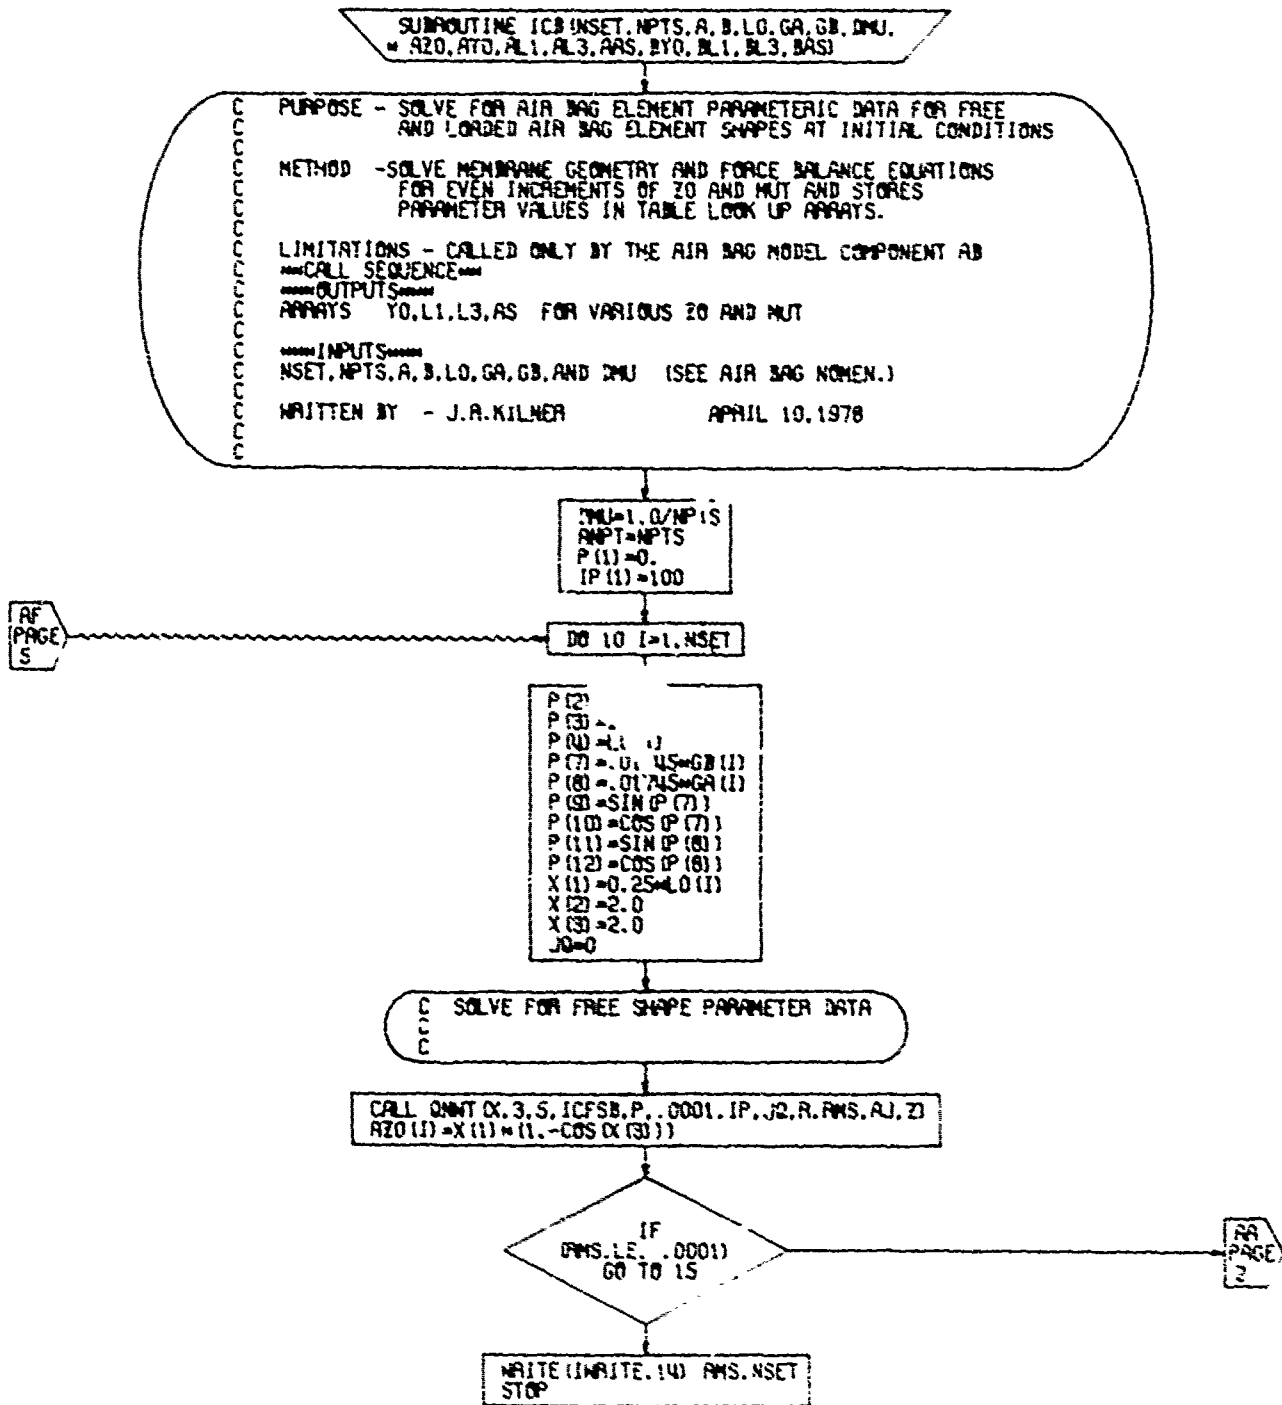 SUBROUTINE ICB(NSET,NPTS,A,B,LO,GA,GB,DMU,
* AZO,ATO,AL1,AL3,AAS,BYO,BL1,BL3,BAS)
C PURPOSE - SOLVE FOR AIR BAG ELEMENT PARAMETERIC DATA FOR FREE
C AND LOADED AIR BAG ELEMENT SHAPES AT INITIAL CONDITIONS
C
C METHOD -SOLVE MEMBRANE GEOMETRY AND FORCE BALANCE EQUATIONS
C FOR EVEN INCREMENTS OF ZO AND MUT AND STORES
C PARAMETER VALUES IN TABLE LOOK UP ARRAYS.
C
C LIMITATIONS - CALLED ONLY BY THE AIR BAG MODEL COMPONENT AB
C **CALL SEQUENCE**
C ***OUTPUTS***
C ARRAYS YO,L1,L3,AS FOR VARIOUS ZO AND MUT
C
C ***INPUTS***
C NSET,NPTS,A,B,LO,GA,GB,AND DMU (SEE AIR BAG NOMEN.)
C
C WRITTEN BY - J.R.KILNER APRIL 10,1978
C
C
DMU=1.0/NPTS
ANPT=NPTS
P(1)=0.
IP(1)=100
AF
PAGE
5
DO 10 I=1,NSET
P(2)
P(3)=
P(4)=
P(7)=.01745*GB(I)
P(8)=.01745*GA(I)
P(9)=SIN(P(7))
P(10)=COS(P(7))
P(11)=SIN(P(8))
P(12)=COS(P(8))
X(1)=0.25*LO(I)
X(2)=2.0
X(3)=2.0
JQ=0
C SOLVE FOR FREE SHAPE PARAMETER DATA
C
C
CALL QNWT(X,3,5,ICFSB,P,.0001,IP,JQ,R,RMS,AJ,Z)
AZO(I)=X(1)*(1.-COS(X(3)))
IF
(RMS.LE. .0001)
GO TO 15
AA
PAGE
2
WRITE(IWRITE,14) RMS,NSET
STOP